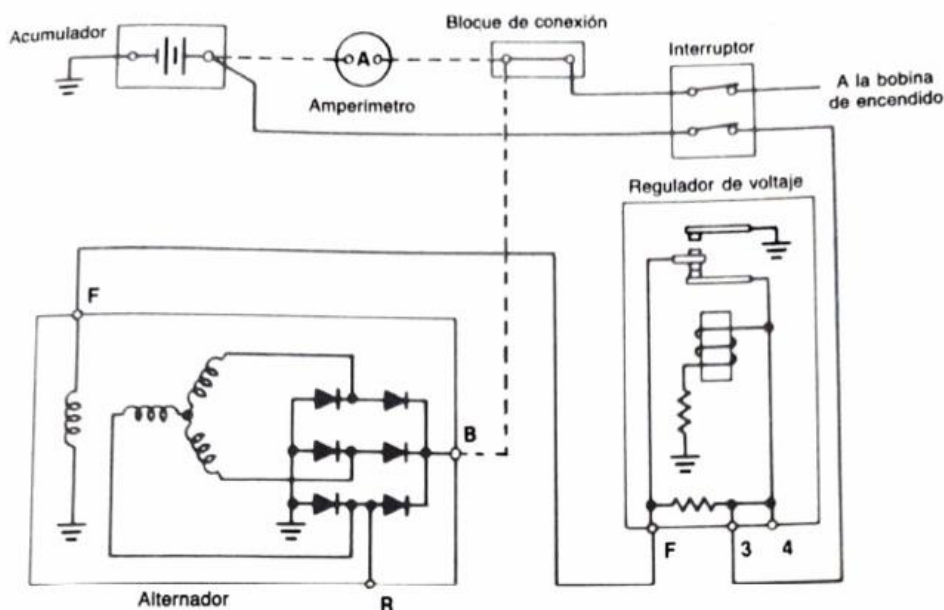 Acumulador
A
Amperímetro
Bloque de conexión
Interruptor
A la bobina
de encendido
Regulador de voltaje
F
B
F
3
4
Alternador
R